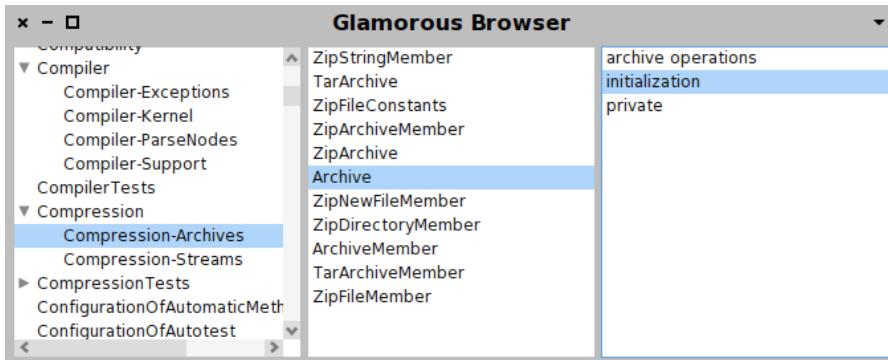 Glamorous Browser
Compatibility
Compiler
Compiler-Exceptions
Compiler-Kernel
Compiler-ParseNodes
Compiler-Support
CompilerTests
Compression
Compression-Archives
Compression-Streams
CompressionTests
ConfigurationOfAutomaticMeth
ConfigurationOfAutotest
ZipStringMember
TarArchive
ZipFileConstants
ZipArchiveMember
ZipArchive
Archive
ZipNewFileMember
ZipDirectoryMember
ArchiveMember
TarArchiveMember
ZipFileMember
archive operations
initialization
private